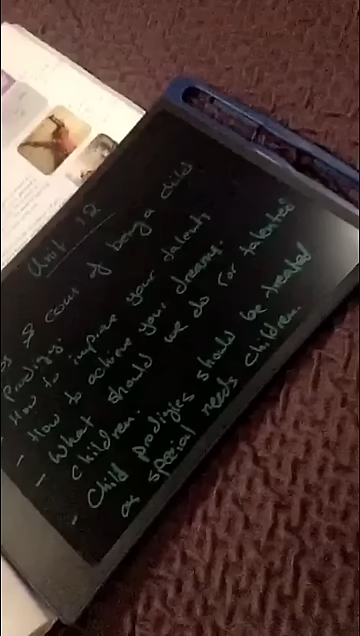 Unit 12
s & cons of being a child
prodigy.
- How to improve your talents
- How to achieve your dreams.
- What should we do for talented
children.
- Child prodigies should be treated
as special needs children.